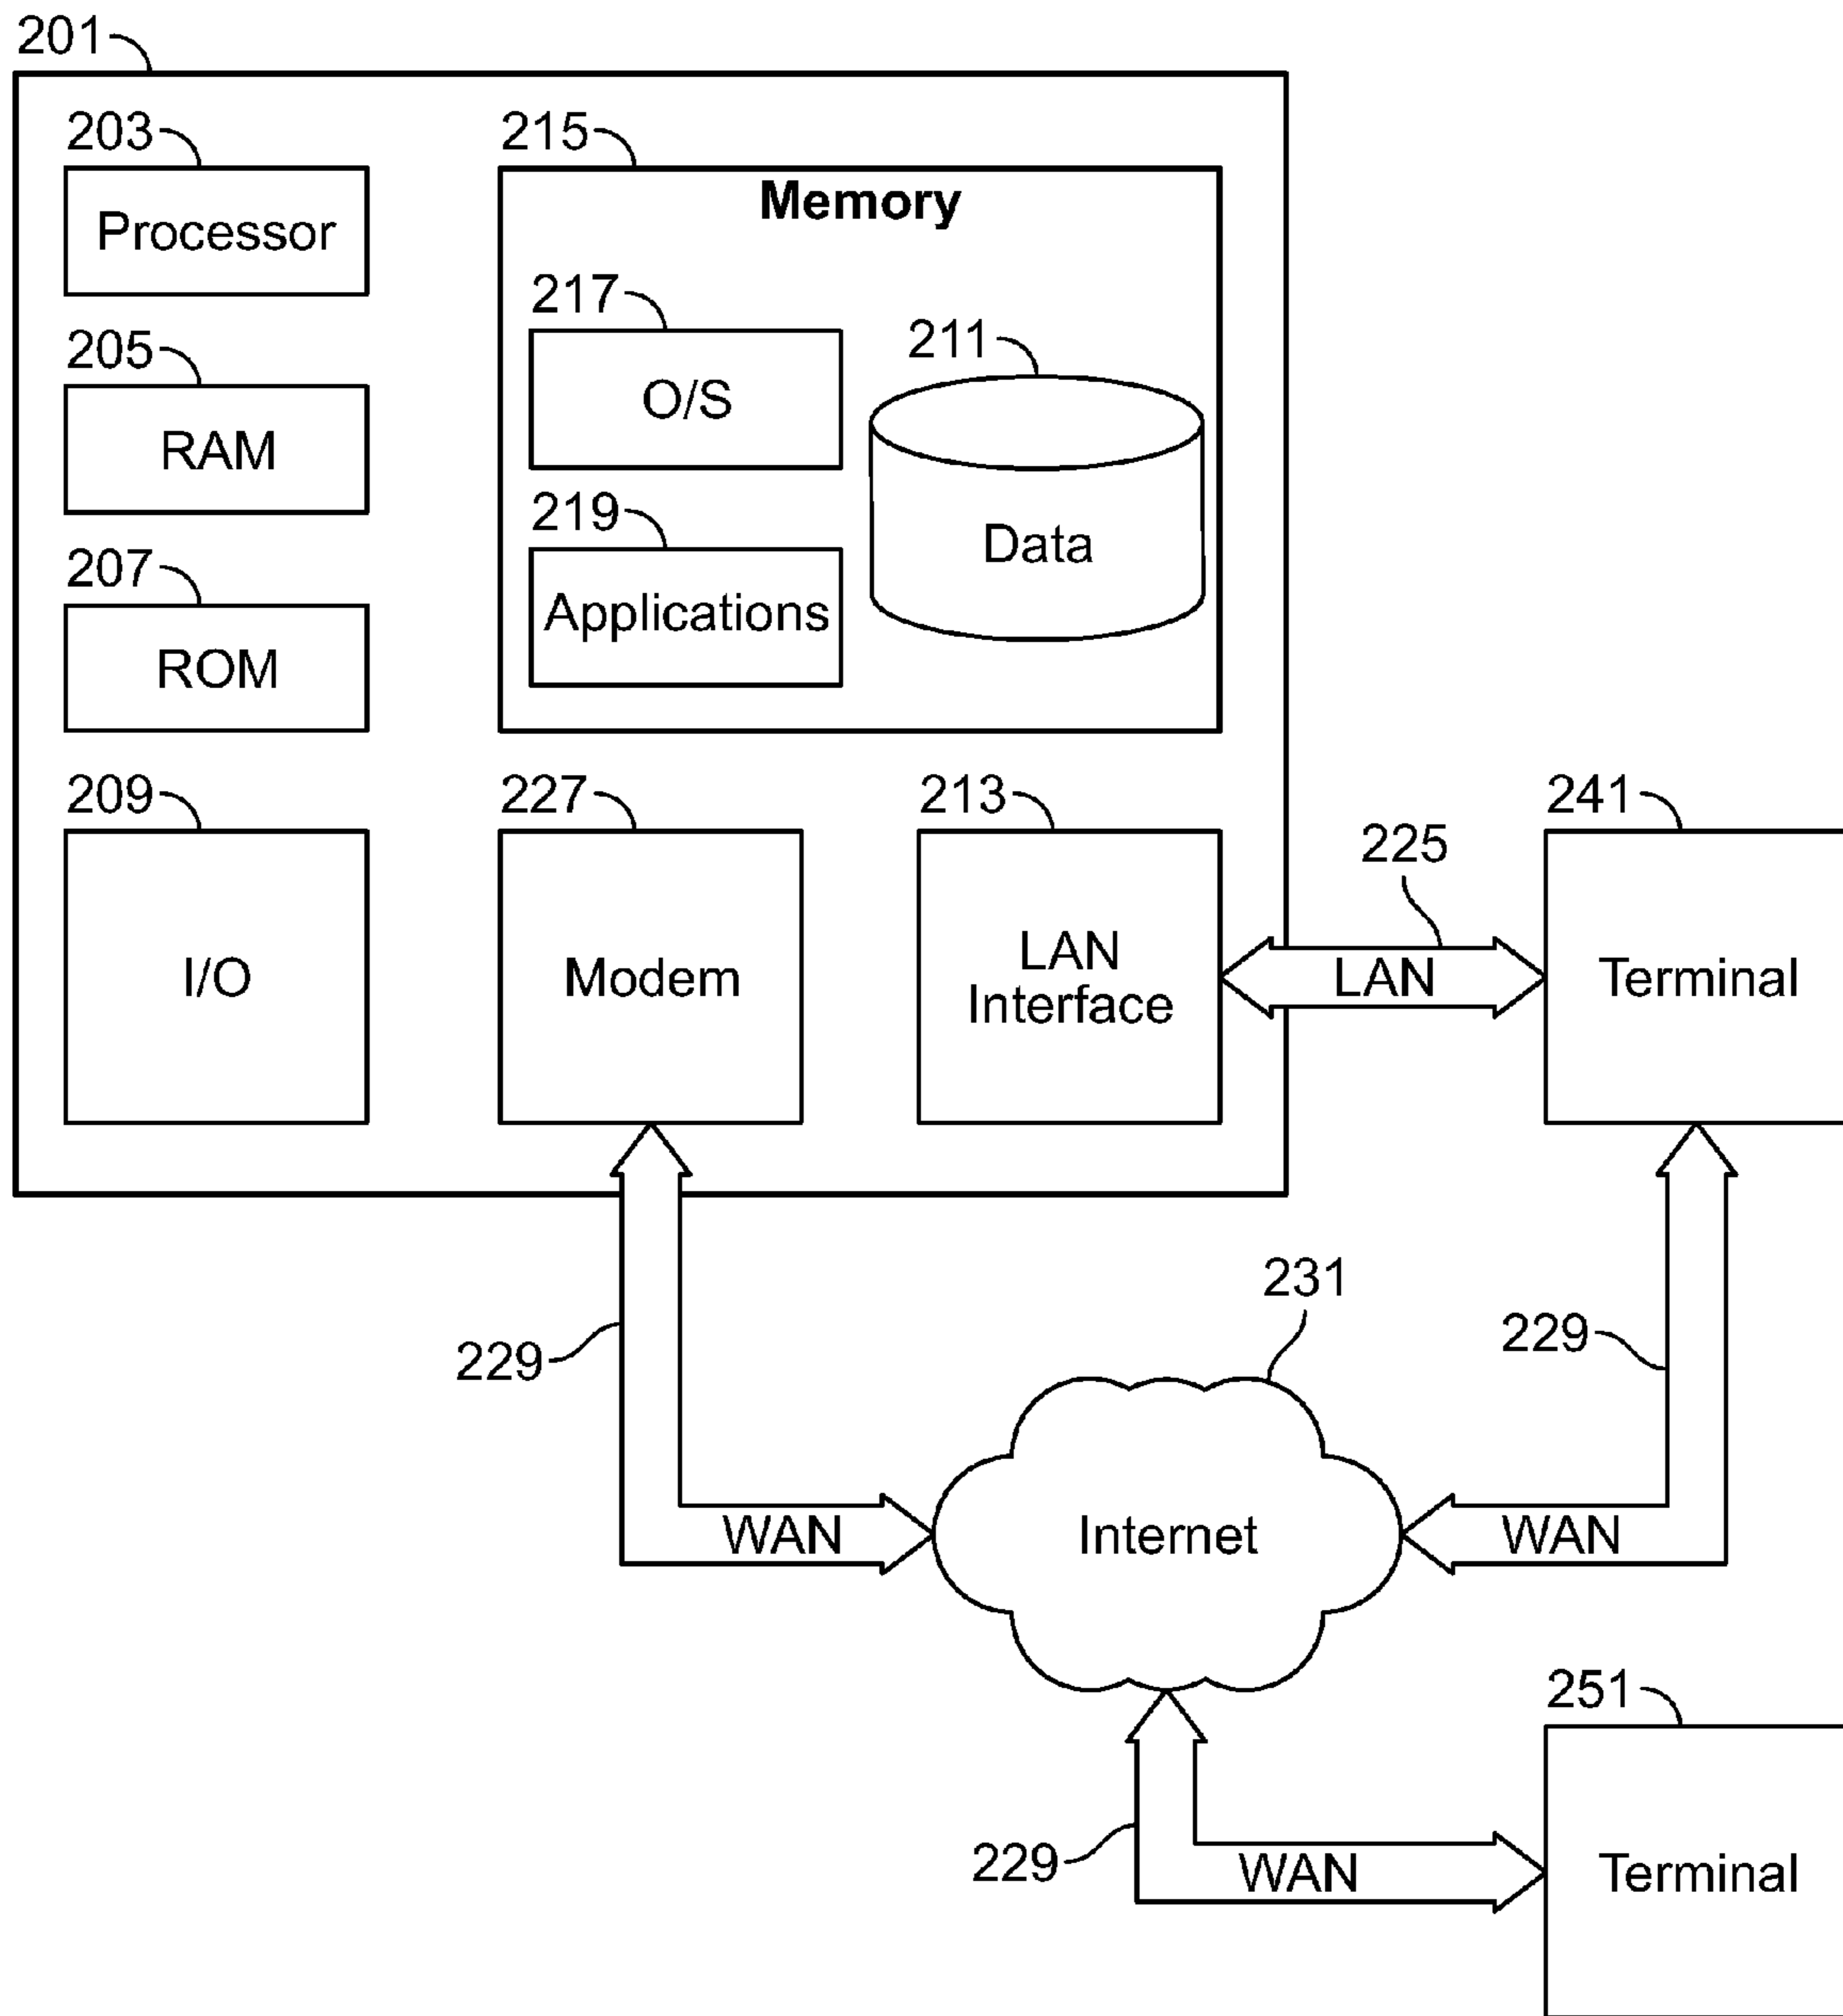 201
203
Processor
215
Memory
217
O/S
211
Data
205
RAM
219
Applications
207
ROM
209
I/O
227
Modem
213
LAN
Interface
225
LAN
241
Terminal
229
WAN
231
Internet
229
WAN
229
WAN
251
Terminal